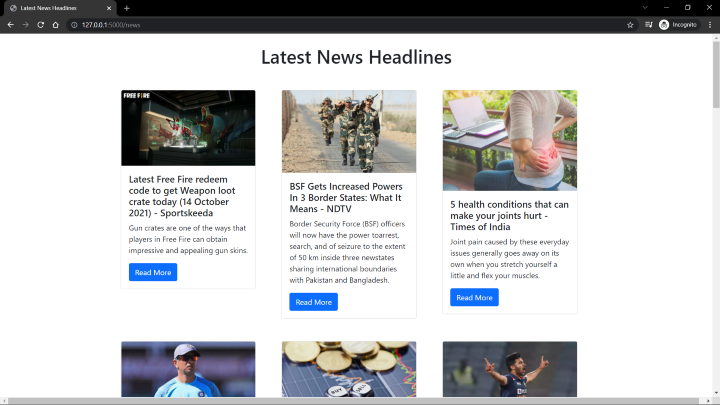 Latest News Headlines
127.0.0.1:5000/news
Incognito
Latest News Headlines
FREE FIRE
Latest Free Fire redeem
code to get Weapon loot
crate today (14 October
2021) - Sportskeeda
Gun crates are one of the ways that
players in Free Fire can obtain
impressive and appealing gun skins.
Read More
BSF Gets Increased Powers
In 3 Border States: What It
Means - NDTV
Border Security Force (BSF) officers
will now have the power toarrest,
search, and of seizure to the extent
of 50 km inside three newstates
sharing international boundaries
with Pakistan and Bangladesh.
Read More
5 health conditions that can
make your joints hurt -
Times of India
Joint pain caused by these everyday
issues generally goes away on its
own when you stretch yourself a
little and flex your muscles.
Read More
BUY